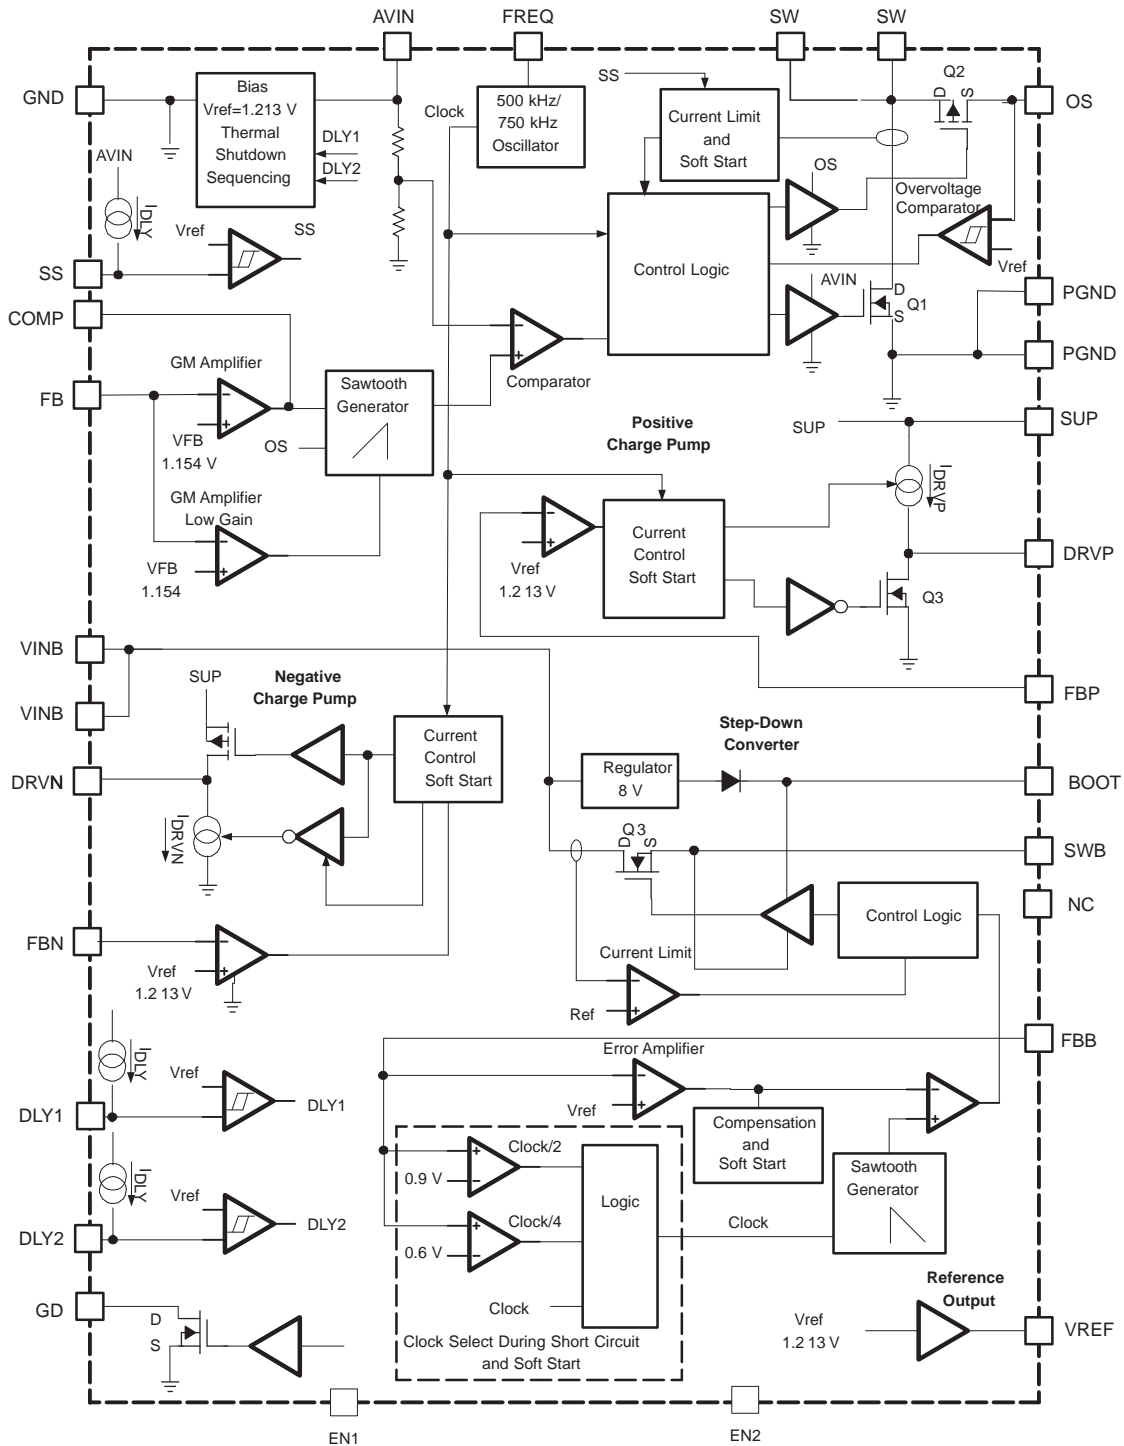 AVIN
FREQ
SW
SW
GND
Bias
Vref=1.213 V
Thermal
Shutdown
Sequencing
DLY1
DLY2
Clock
500 kHz/
750 kHz
Oscillator
SS
Current Limit
and
Soft Start
Q2
D
S
OS
AVIN
IDLY
Vref
SS
SS
OS
Overvoltage
Comparator
Vref
Control Logic
AVIN
D
Q1
S
PGND
PGND
COMP
GM Amplifier
FB
VFB
1.154 V
OS
Sawtooth
Generator
Comparator
GM Amplifier
Low Gain
VFB
1.154
Positive
Charge Pump
SUP
SUP
IDRVP
Vref
1.2 13 V
Current
Control
Soft Start
DRVP
Q3
VINB
VINB
FBP
SUP
Negative
Charge Pump
Current
Control
Soft Start
DRVN
IDRVN
Step-Down
Converter
Regulator
8 V
BOOT
Q3
D
S
SWB
NC
Control Logic
FBN
Vref
1.2 13 V
Current Limit
Ref
FBB
Error Amplifier
Vref
Compensation
and
Soft Start
Sawtooth
Generator
IDLY
Vref
DLY1
DLY1
IDLY
Vref
DLY2
DLY2
0.9 V
Clock/2
0.6 V
Clock/4
Logic
Clock
Clock
Clock Select During Short Circuit
and Soft Start
GD
D
S
Reference
Output
Vref
1.2 13 V
VREF
EN1
EN2